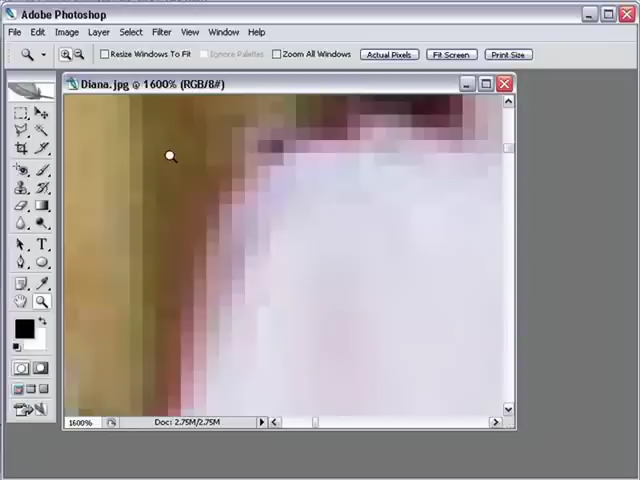 Adobe Photoshop
File Edit Image Layer Select Filter View Window Help
Resize Windows To Fit Ignore Palettes Zoom All Windows Actual Pixels Fit Screen Print Size
Diana.jpg @ 1600% (RGB/8#)
T
1600% Doc: 2.75M/2.75M